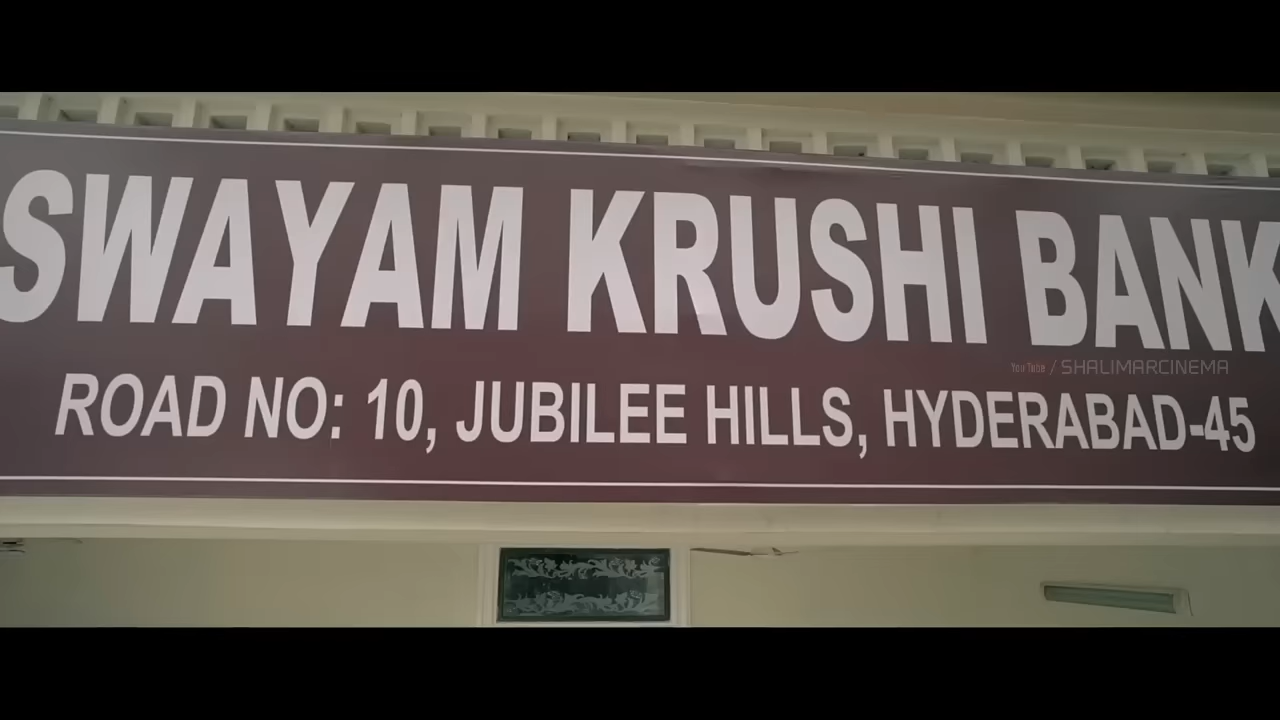 SWAYAM KRUSHI BANK
YouTube / SHALIMARCINEMA
ROAD NO: 10, JUBILEE HILLS, HYDERABAD-45